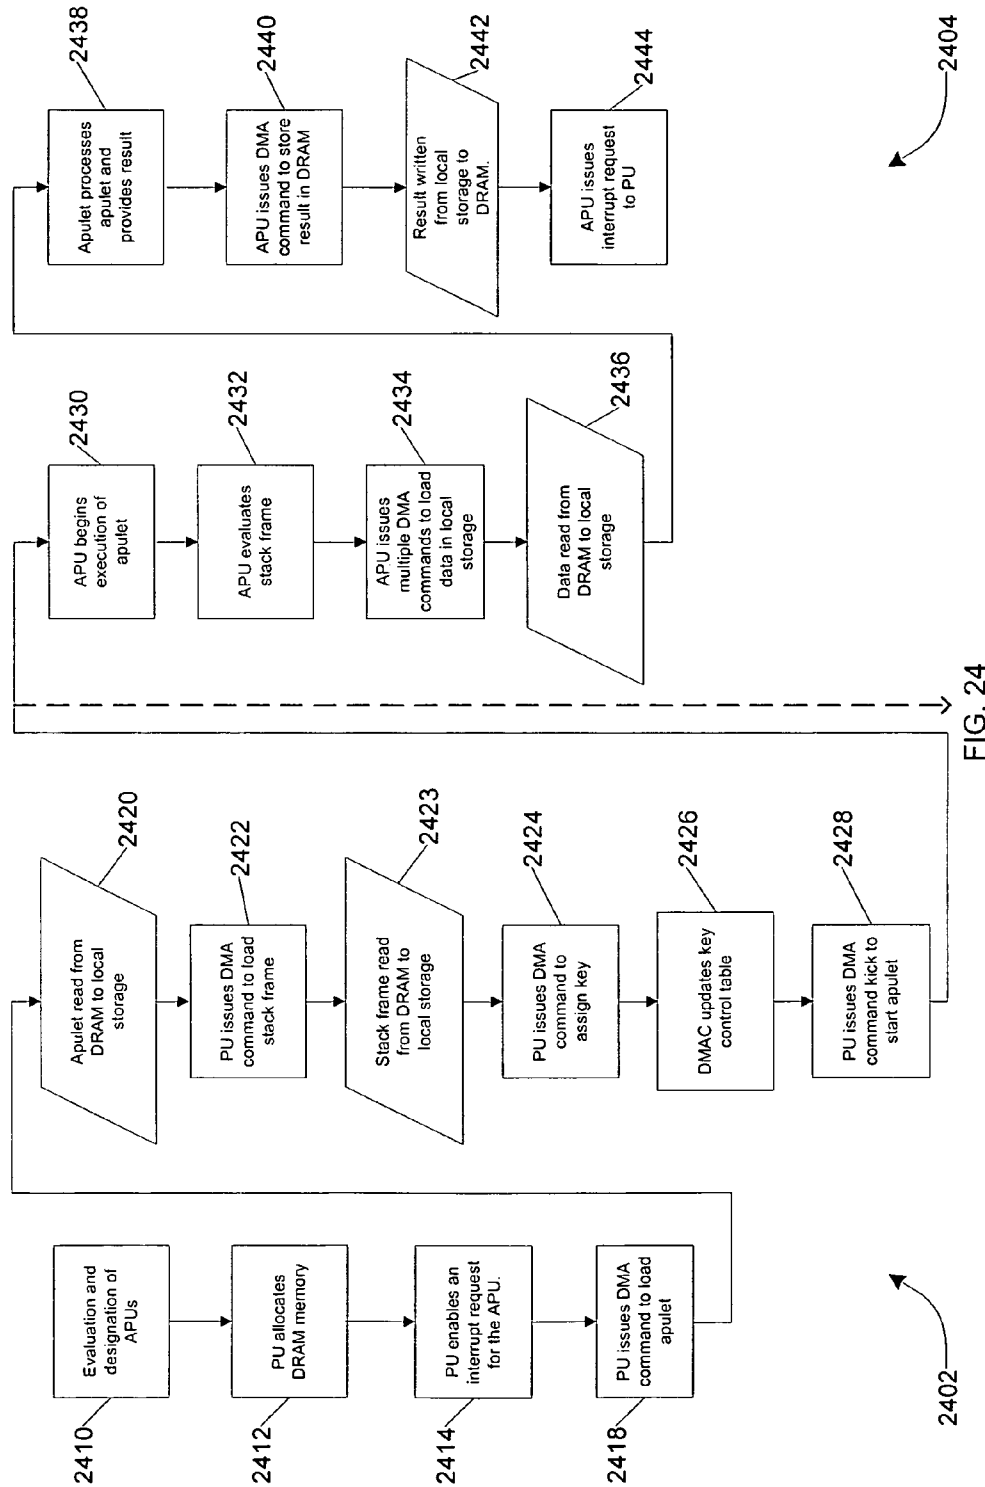 2410
Evaluation and
designation of
APUs
2412
PU allocates
DRAM memory
2414
PU enables an
interrupt request
for the APU.
2418
PU issues DMA
command to load
apulet
2402
Apulet read from
DRAM to local
storage
2420
PU issues DMA
command to load
stack frame
2422
Stack frame read
from DRAM to
local storage
2423
PU issues DMA
command to
assign key
2424
DMAC updates key
control table
2426
PU issues DMA
command kick to
start apulet
2428
APU begins
execution of
apulet
2430
APU evaluates
stack frame
2432
APU issues
multiple DMA
commands to load
data in local
storage
2434
Data read from
DRAM to local
storage
2436
Apulet processes
apulet and
provides result
2438
APU issues DMA
command to store
result in DRAM
2440
Result written
from local
storage to
DRAM.
2442
APU issues
interrupt request
to PU
2444
2404
FIG. 24